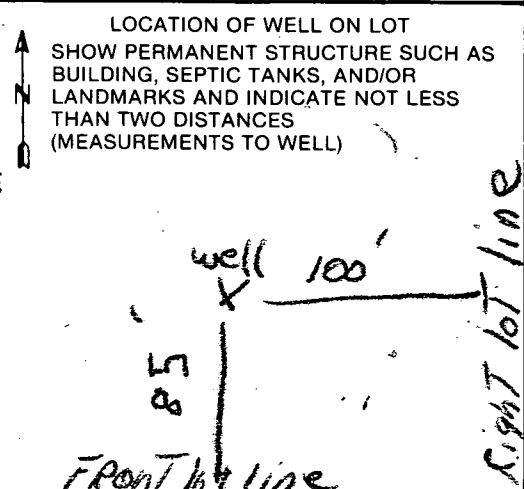 LOCATION OF WELL ON LOT
SHOW PERMANENT STRUCTURE SUCH AS
BUILDING, SEPTIC TANKS, AND/OR
LANDMARKS AND INDICATE NOT LESS
THAN TWO DISTANCES
(MEASUREMENTS TO WELL)
N
well
X
100'
85'
Right lot line
FRONT lot line